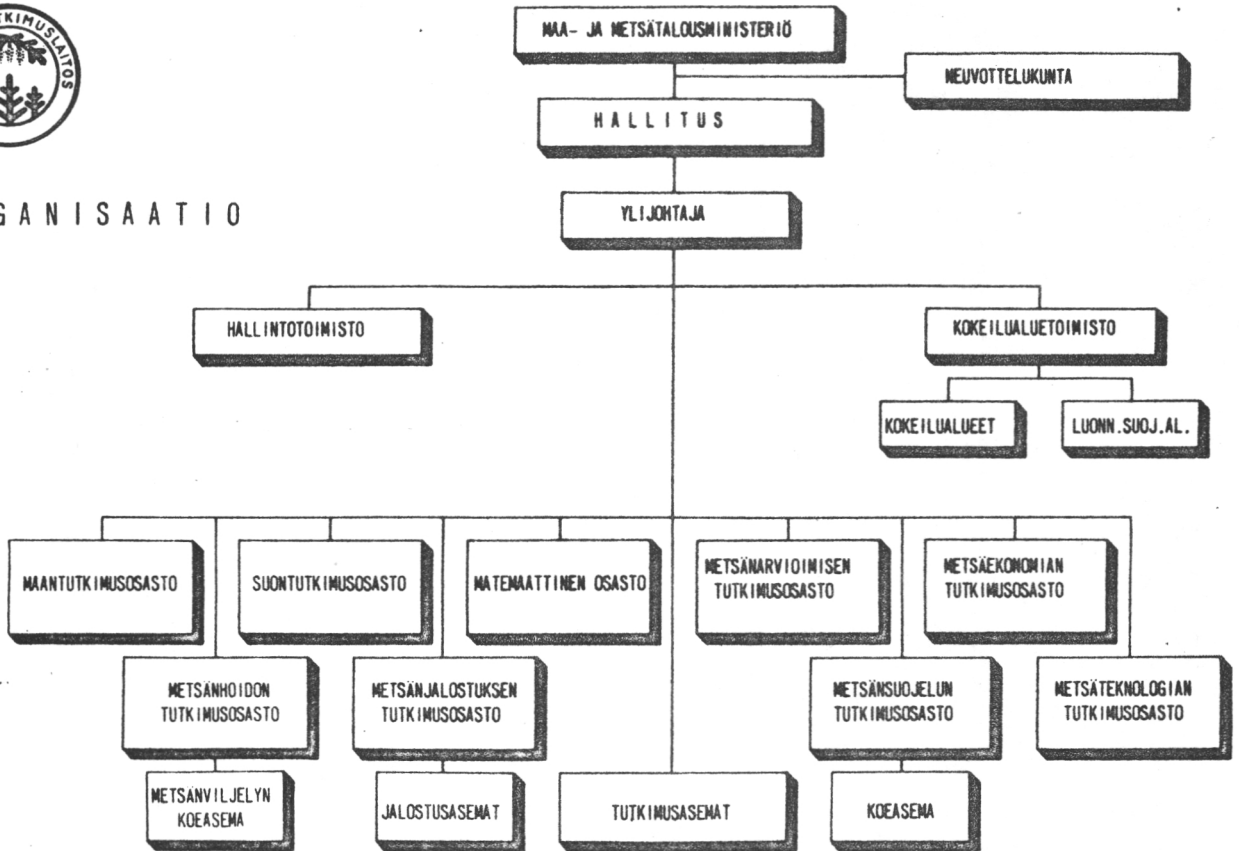 TKIMUSLAITOS
MAA- JA METSÄTALOUSMINISTERIÖ
NEUVOTTELUKUNTA
HALLITUS
GANISAATIO
YLIJOHTAJA
HALLINTOTOIMISTO
KOKEILUALUETOIMISTO
KOKEILUALUEET
LUONN.SUOJ.AL.
MAANTUTKIMUSOSASTO
SUONTUTKIMUSOSASTO
MATEMAATTINEN OSASTO
METSÄNARVIOIMISEN
TUTKIMUSOSASTO
METSÄEKONOMIAN
TUTKIMUSOSASTO
METSÄNHOIDON
TUTKIMUSOSASTO
METSÄNJALOSTUKSEN
TUTKIMUSOSASTO
METSÄNSUOJELUN
TUTKIMUSOSASTO
METSÄTEKNOLOGIAN
TUTKIMUSOSASTO
METSÄNVILJELYN
KOEASEMA
JALOSTUSASEMAT
TUTKIMUSASEMAT
KOEASEMA